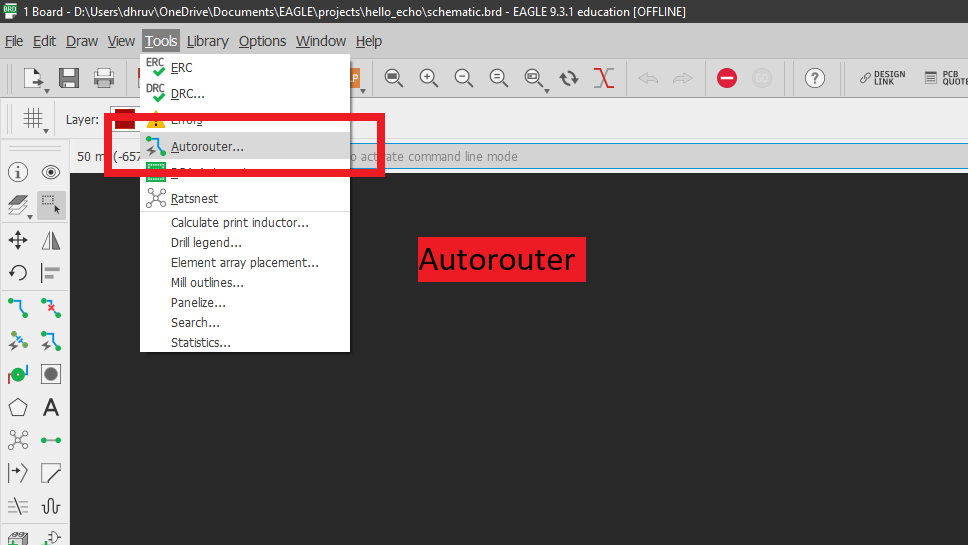 1 Board - D:\Users\dhruv\OneDrive\Documents\EAGLE\projects\hello_echo\schematic.brd - EAGLE 9.3.1 education [OFFLINE]
File Edit Draw View Tools Library Options Window Help
DESIGN
LINK
PCB
QUOTE
Layer:
50 m (-657
to activate command line mode
ERC
ERC
DRC
DRC...
Errors
Autorouter...
Ratsnest
Calculate print inductor...
Drill legend...
Element array placement...
Mill outlines...
Panelize...
Search...
Statistics...
Autorouter